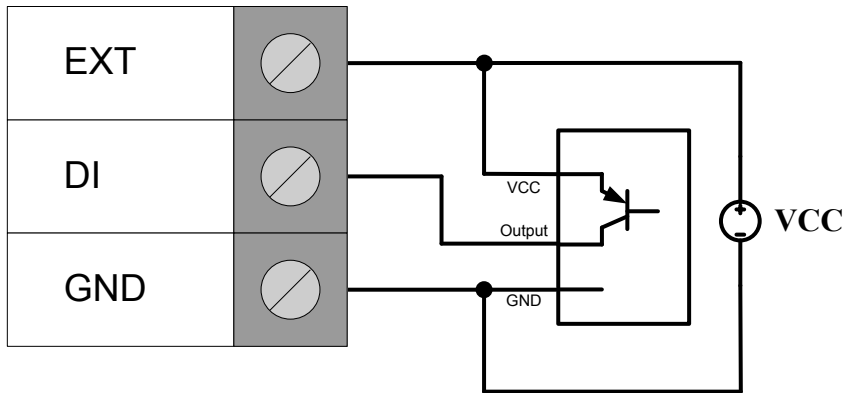 EXT
DI
GND
VCC
Output
GND
VCC